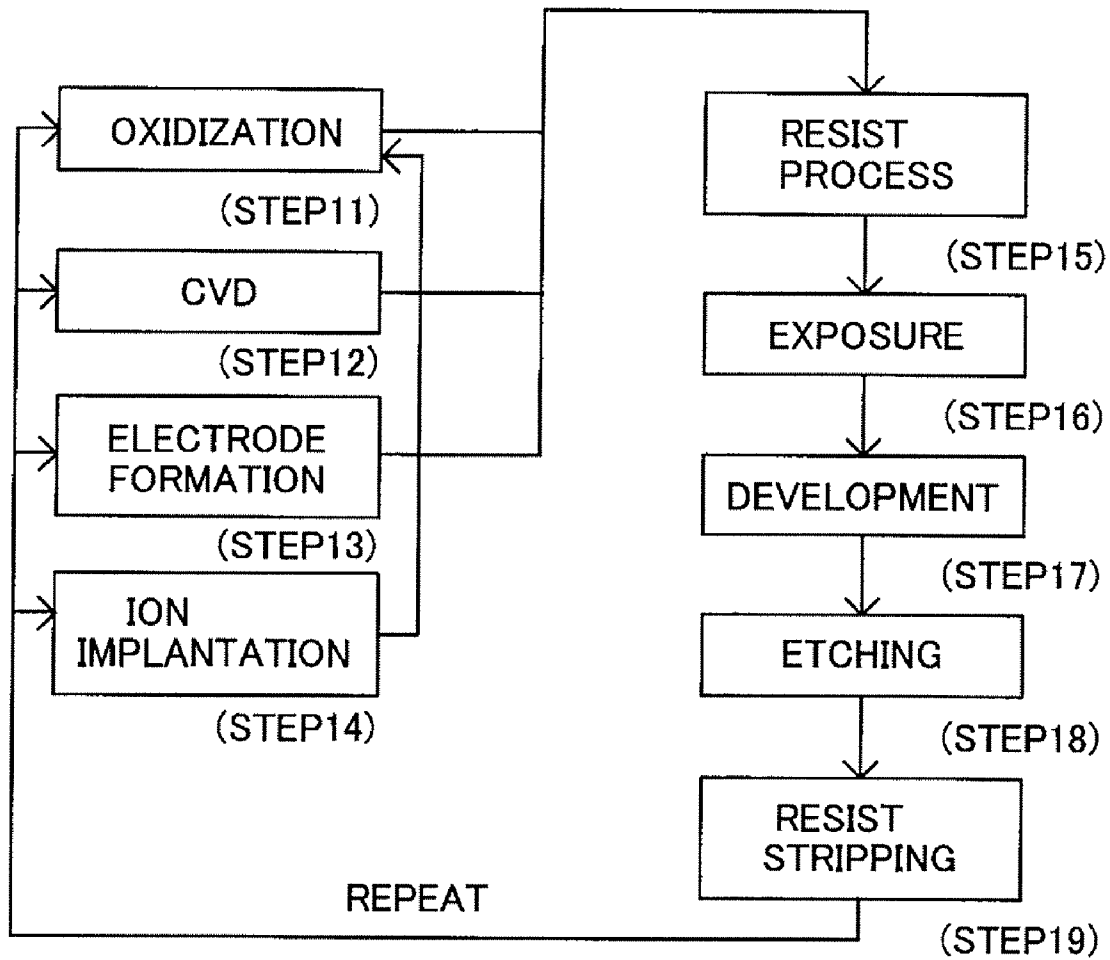 OXIDIZATION
(STEP11)
CVD
(STEP12)
ELECTRODE
FORMATION
(STEP13)
ION
IMPLANTATION
(STEP14)
RESIST
PROCESS
(STEP15)
EXPOSURE
(STEP16)
DEVELOPMENT
(STEP17)
ETCHING
(STEP18)
RESIST
STRIPPING
(STEP19)
REPEAT